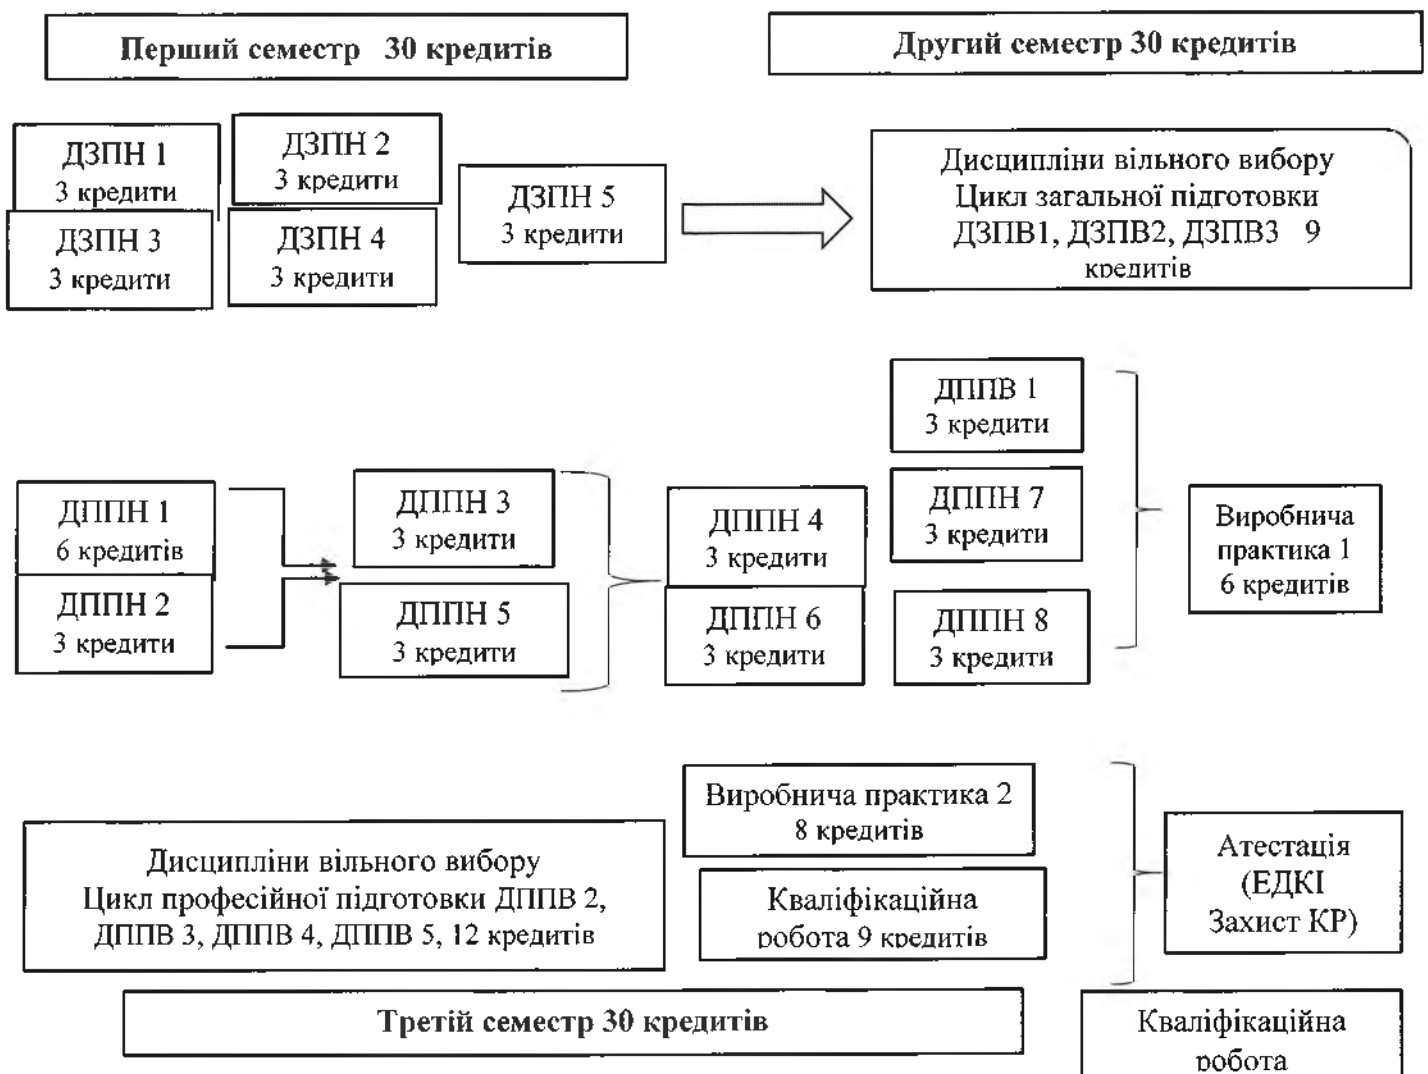 Перший семестр 30 кредитів
Другий семестр 30 кредитів
ДЗПН 1
3 кредити
ДЗПН 2
3 кредити
ДЗПН 3
3 кредити
ДЗПН 4
3 кредити
ДЗПН 5
3 кредити
Дисципліни вільного вибору
Цикл загальної підготовки
ДЗПВ1, ДЗПВ2, ДЗПВ3 9
кредитів
ДППН 1
6 кредитів
ДППН 2
3 кредити
ДППН 3
3 кредити
ДППН 5
3 кредити
ДППН 4
3 кредити
ДППН 6
3 кредити
ДППВ 1
3 кредити
ДППН 7
3 кредити
ДППН 8
3 кредити
Виробнича
практика 1
6 кредитів
Дисципліни вільного вибору
Цикл професійної підготовки ДППВ 2,
ДППВ 3, ДППВ 4, ДППВ 5, 12 кредитів
Виробнича практика 2
8 кредитів
Кваліфікаційна
робота 9 кредитів
Атестація
(ЕДКІ
Захист КР)
Третій семестр 30 кредитів
Кваліфікаційна
робота